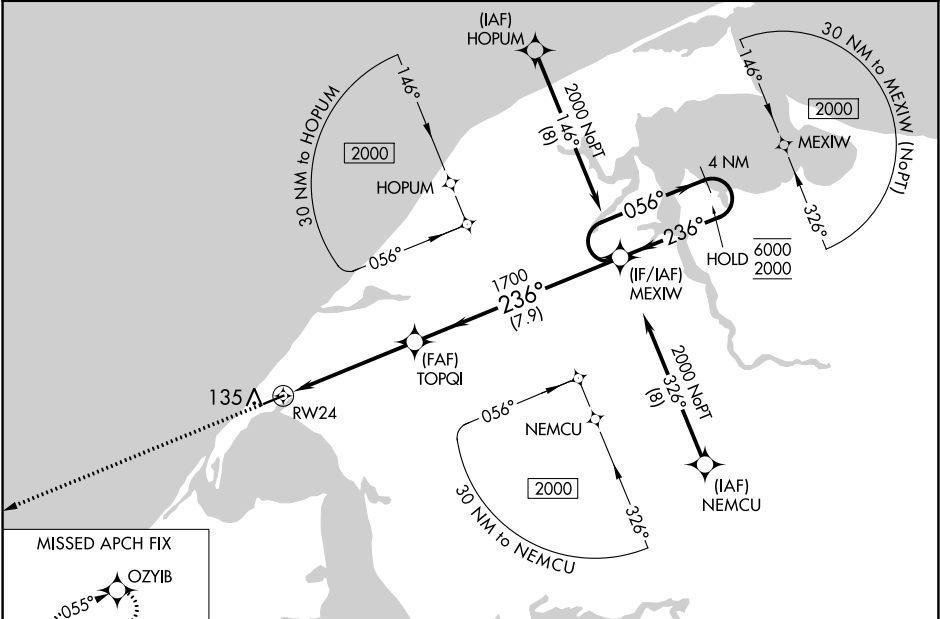 (IAF)
HOPUM
30 NM to HOPUM
146°
2000
HOPUM
056°
2000 NoPT
146°
(8)
30 NM to MEXIW (NoPT)
146°
2000
MEXIW
326°
4 NM
056°
236°
HOLD
6000
2000
(IF/IAF)
MEXIW
1700
236°
(7.9)
(FAF)
TOPQI
135
RW24
2000 NoPT
326°
(8)
(IAF)
NEMCU
056°
NEMCU
2000
326°
30 NM to NEMCU
MISSED APCH FIX
OZYIB
055°